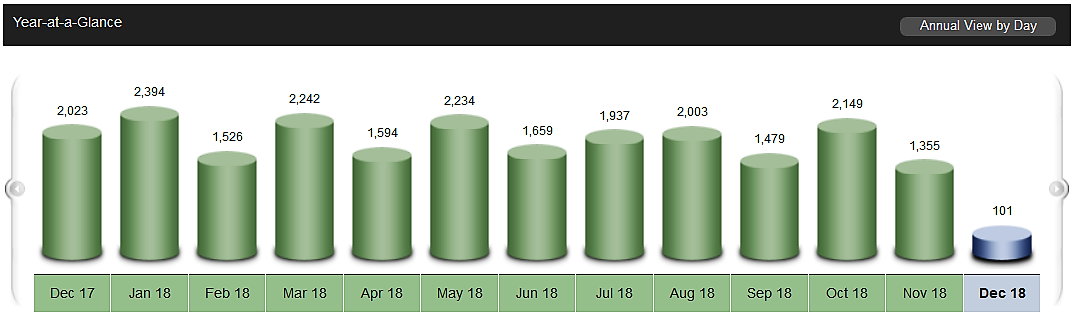 Year-at-a-Glance
Annual View by Day
2,023 2,394 1,526 2,242 1,594 2,234 1,659 1,937 2,003 1,479 2,149 1,355 101
Dec 17 Jan 18 Feb 18 Mar 18 Apr 18 May 18 Jun 18 Jul 18 Aug 18 Sep 18 Oct 18 Nov 18 Dec 18